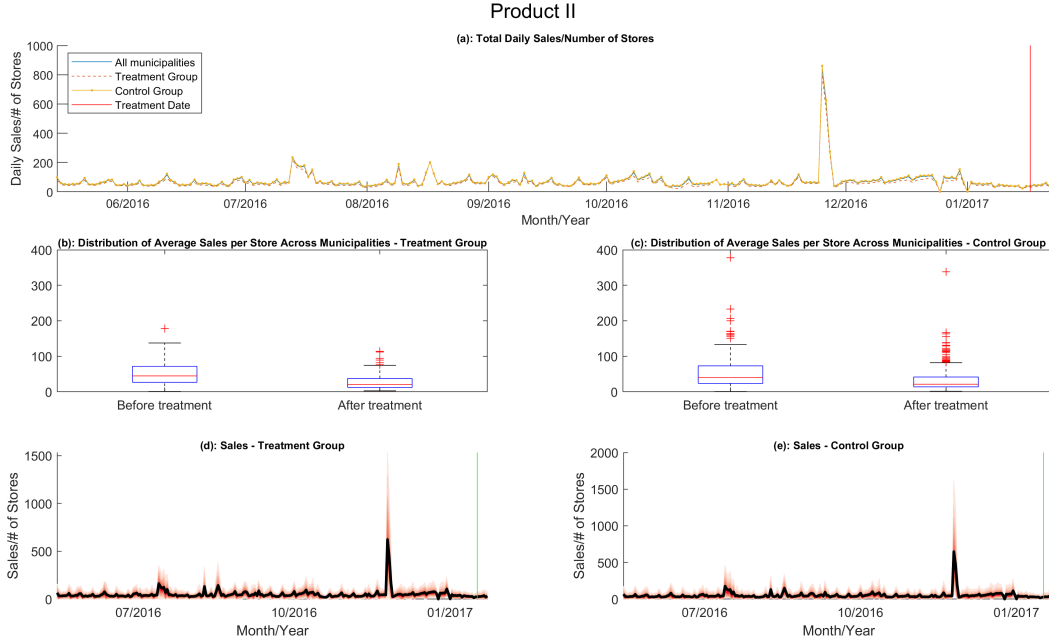 Product II
(a): Total Daily Sales/Number of Stores
Daily Sales/# of Stores
1000
800
600
400
200
0
All municipalities
Treatment Group
Control Group
Treatment Date
06/2016 07/2016 08/2016 09/2016 10/2016 11/2016 12/2016 01/2017
Month/Year
(b): Distribution of Average Sales per Store Across Municipalities - Treatment Group
400
300
200
100
0
Before treatment After treatment
(c): Distribution of Average Sales per Store Across Municipalities - Control Group
400
300
200
100
0
Before treatment After treatment
(d): Sales - Treatment Group
Sales/# of Stores
1500
1000
500
0
07/2016 10/2016 01/2017
Month/Year
(e): Sales - Control Group
Sales/# of Stores
2000
1500
1000
500
0
07/2016 10/2016 01/2017
Month/Year